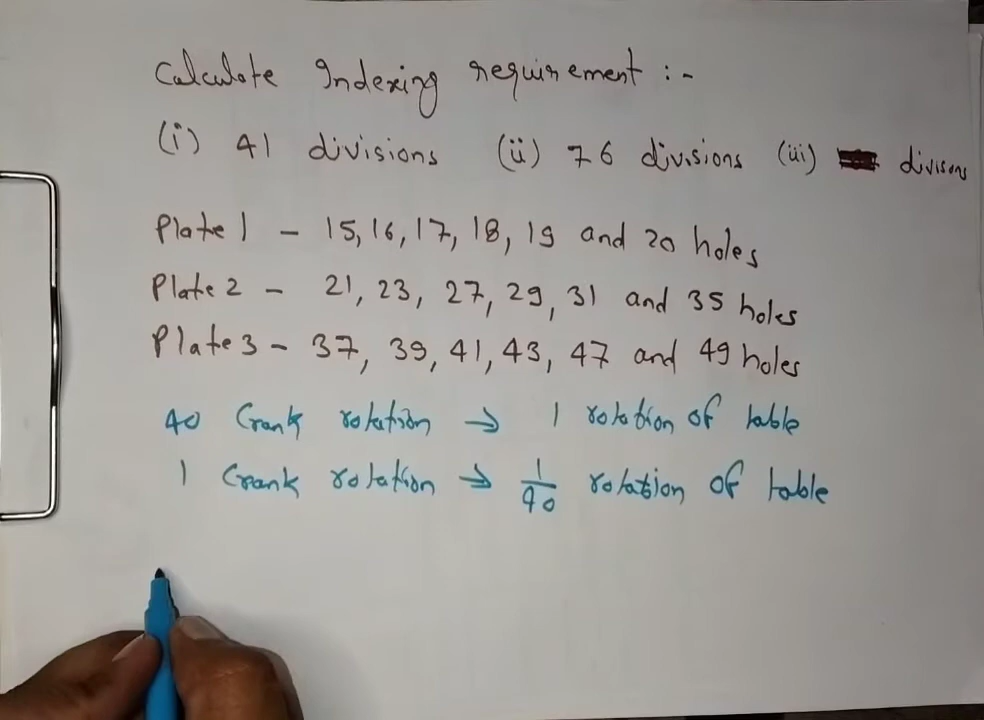 Calculate Indexing requirement :-
(i) 41 divisions (ii) 76 divisions (iii) divisons
Plate 1 - 15, 16, 17, 18, 19 and 20 holes
Plate 2 - 21, 23, 27, 29, 31 and 35 holes
Plate 3 - 37, 39, 41, 43, 47 and 49 holes
40 Crank rotation → 1 rotation of table
1 Crank rotation → 1/40 rotation of table